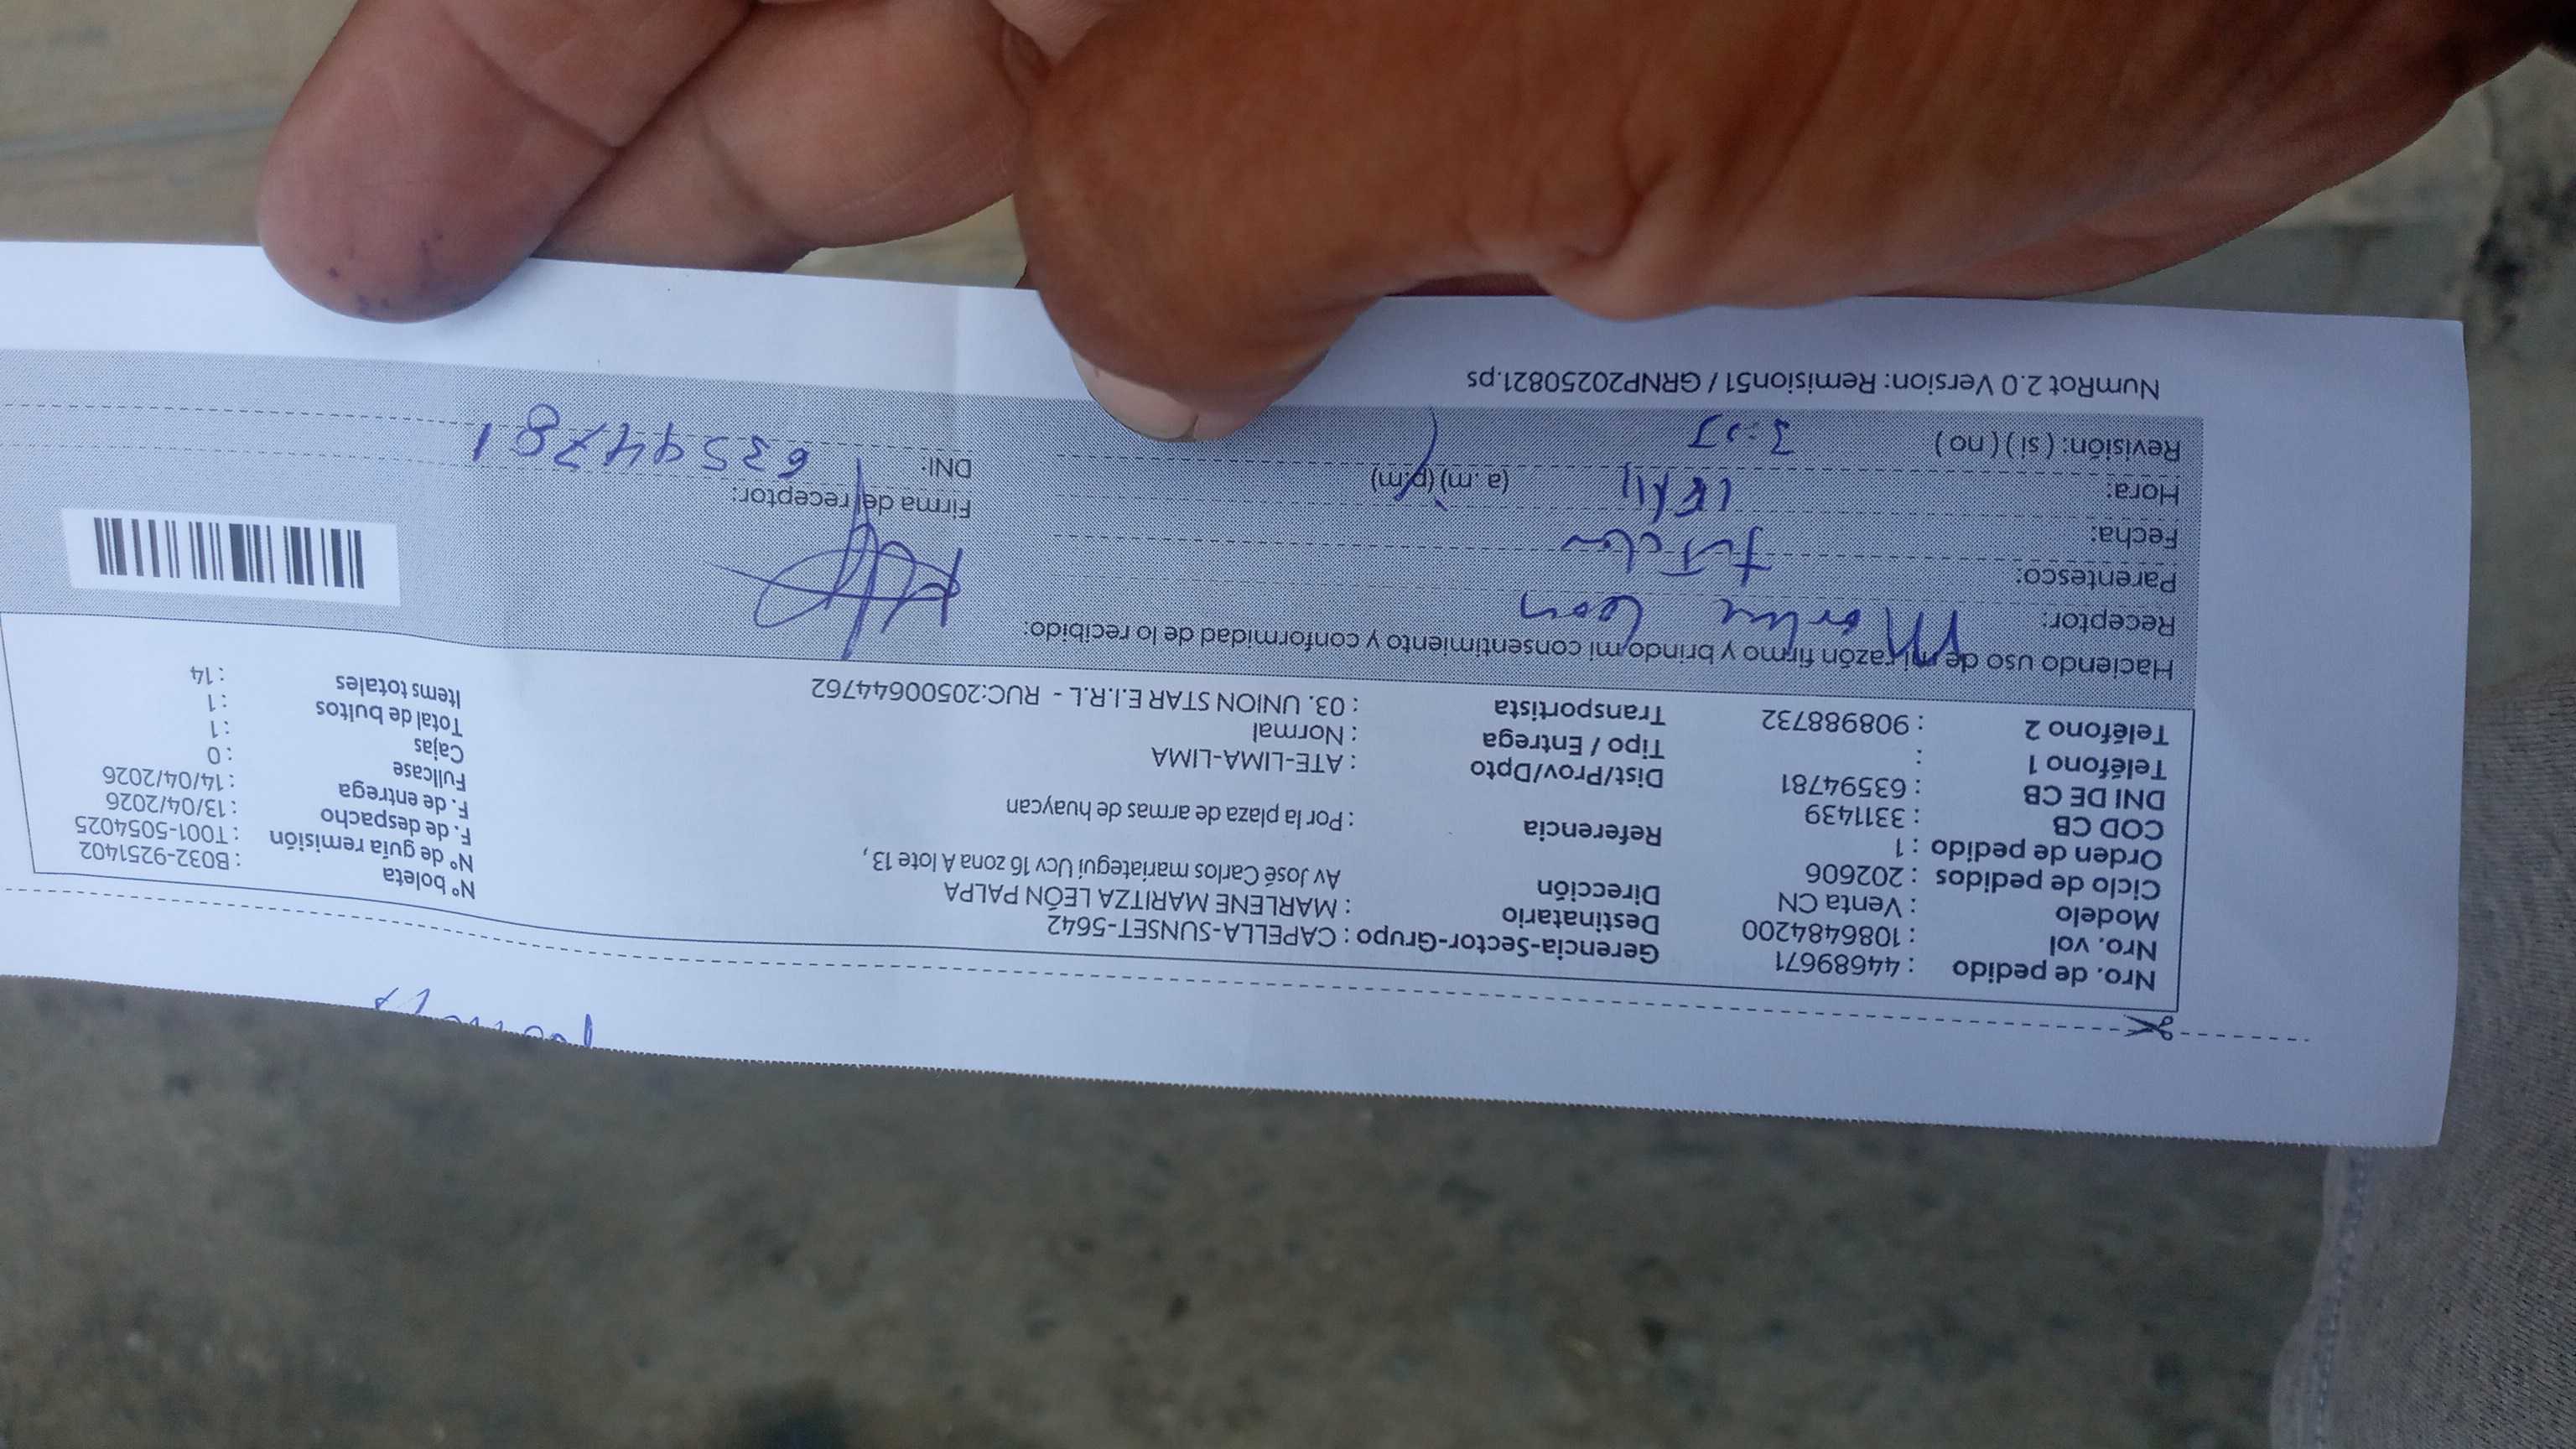 Nro. de pedido : 44689671
Nro. vol : 1086484200
Modelo : Venta CN
Ciclo de pedidos : 202606
Orden de pedido : 1
COD CB : 3311439
DNI DE CB : 63594781
Teléfono 1 :
Teléfono 2 : 908988732
Gerencia-Sector-Grupo : CAPELLA-SUNSET-5642
Destinatario : MARLENE MARITZA LEÓN PALPA
Dirección Av José Carlos mariategui Ucv 16 zona A lote 13,
Referencia : Por la plaza de armas de huaycan
Dist/Prov/Dpto : ATE-LIMA-LIMA
Tipo / Entrega : Normal
Transportista : 03. UNION STAR E.I.R.L - RUC:20500644762
Nº boleta : B032-9251402
Nº de guía remisión : T001-5054025
F. de despacho : 13/04/2026
F. de entrega : 14/04/2026
Fullcase : 0
Cajas : 1
Total de bultos : 1
Items totales : 14
Haciendo uso de mi razón firmo y brindo mi consentimiento y conformidad de lo recibido:
Receptor: Leon
Parentesco:
Fecha:
Hora: (a.m) (p.m)
Revisión: ( si ) ( no )
Firma del receptor:
DNI: 63594781
NumRot 2.0 Version: Remision51 / GRNP20250821.ps